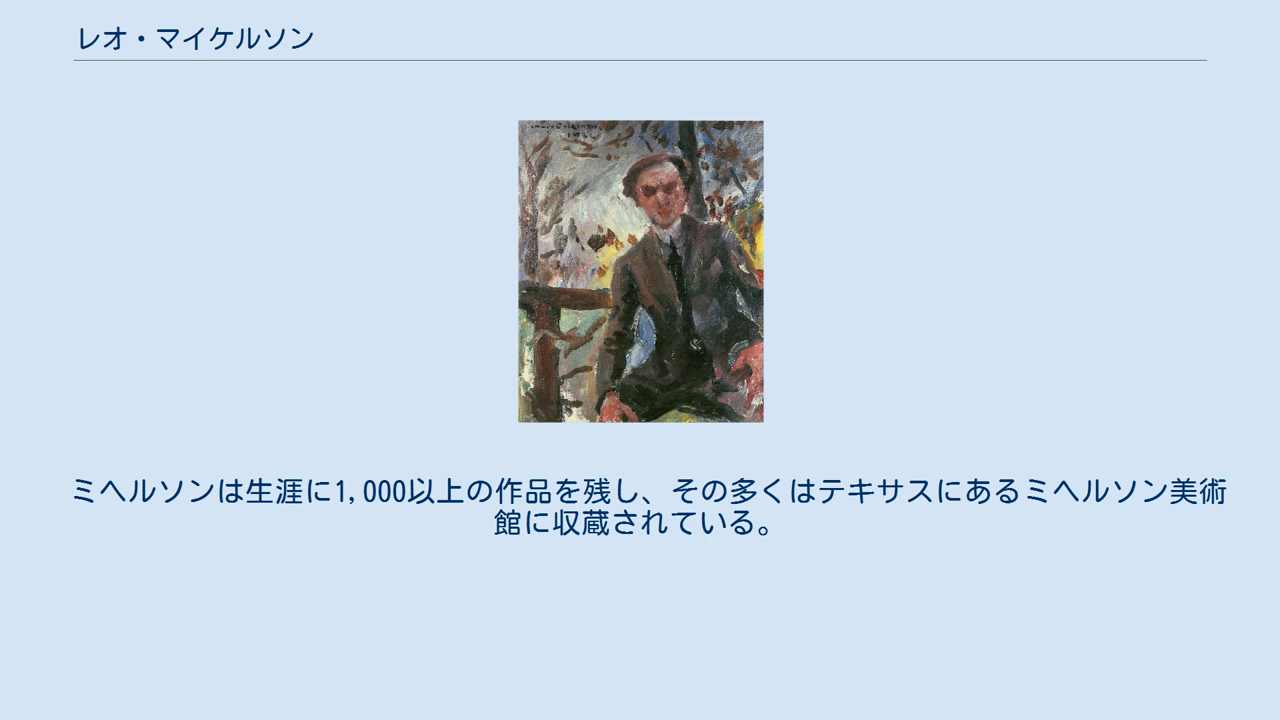 レオ・マイケルソン
ミヘルソンは生涯に1,000以上の作品を残し、その多くはテキサスにあるミヘルソン美術
館に収蔵されている。